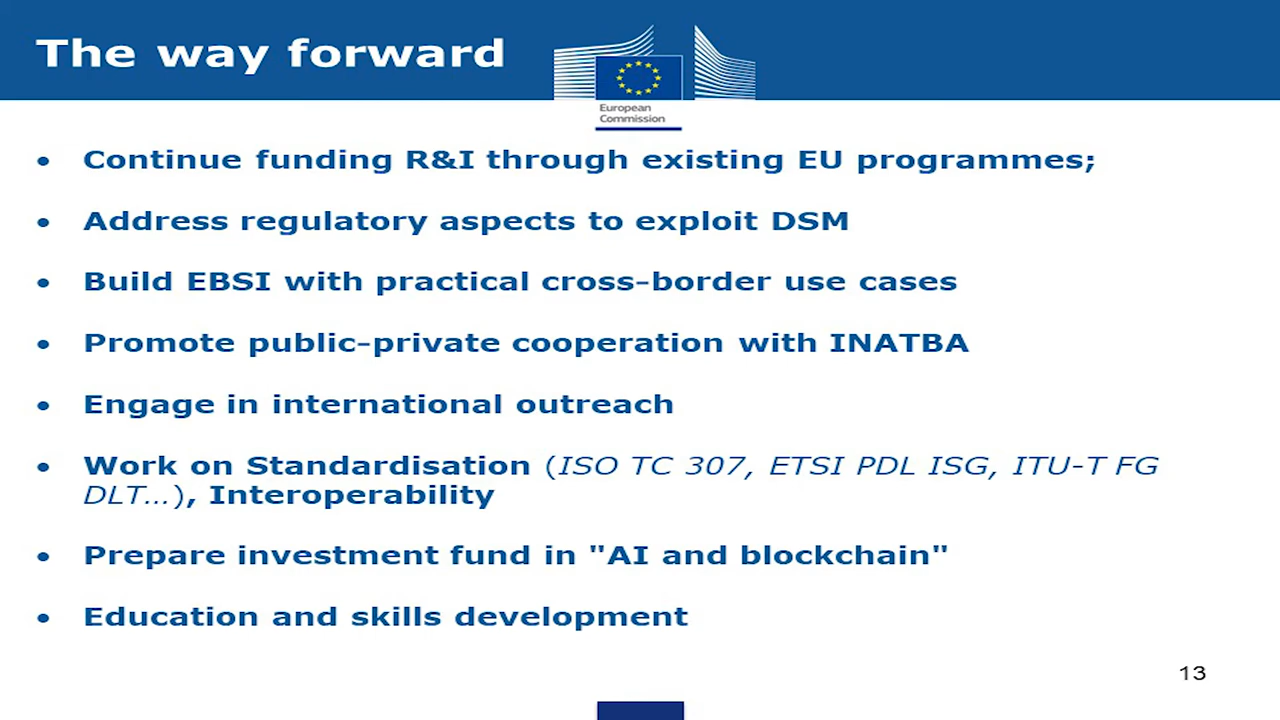 The way forward
European
Commission
• Continue funding R&I through existing EU programmes;
• Address regulatory aspects to exploit DSM
• Build EBSI with practical cross-border use cases
• Promote public-private cooperation with INATBA
• Engage in international outreach
• Work on Standardisation (ISO TC 307, ETSI PDL ISG, ITU-T FG
DLT...), Interoperability
• Prepare investment fund in "AI and blockchain"
• Education and skills development
13